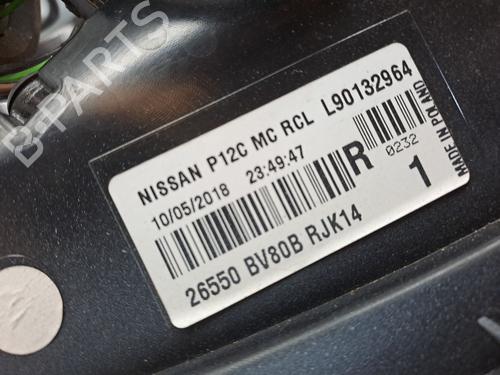 B-PARTS
NISSAN P12C MC RCL L90132964
10/05/2018 23:49:47
R 0232
1
26550 BV80B RJK14
MADE IN POLAND